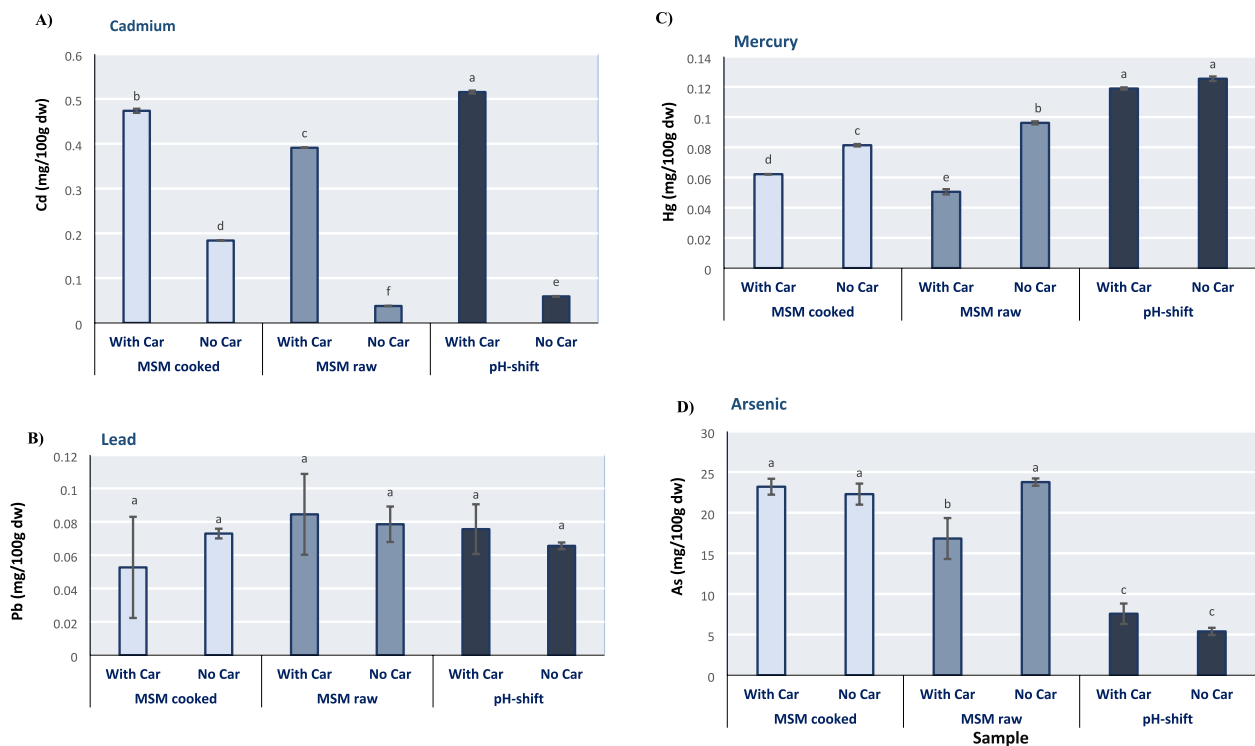 A)
Cadmium
Cd (mg/100g dw)
0.6
0.5
0.4
0.3
0.2
0.1
0
b
d
c
f
a
e
With Car No Car With Car No Car With Car No Car
MSM cooked MSM raw pH-shift
B)
Lead
Pb (mg/100g dw)
0.12
0.1
0.08
0.06
0.04
0.02
0
a
a
a
a
a
a
With Car No Car With Car No Car With Car No Car
MSM cooked MSM raw pH-shift
C)
Mercury
Hg (mg/100g dw)
0.14
0.12
0.1
0.08
0.06
0.04
0.02
0
d
c
e
b
a
a
With Car No Car With Car No Car With Car No Car
MSM cooked MSM raw pH-shift
D)
Arsenic
As (mg/100g dw)
30
25
20
15
10
5
0
a
a
b
a
c
c
With Car No Car With Car No Car With Car No Car
MSM cooked MSM raw pH-shift
Sample